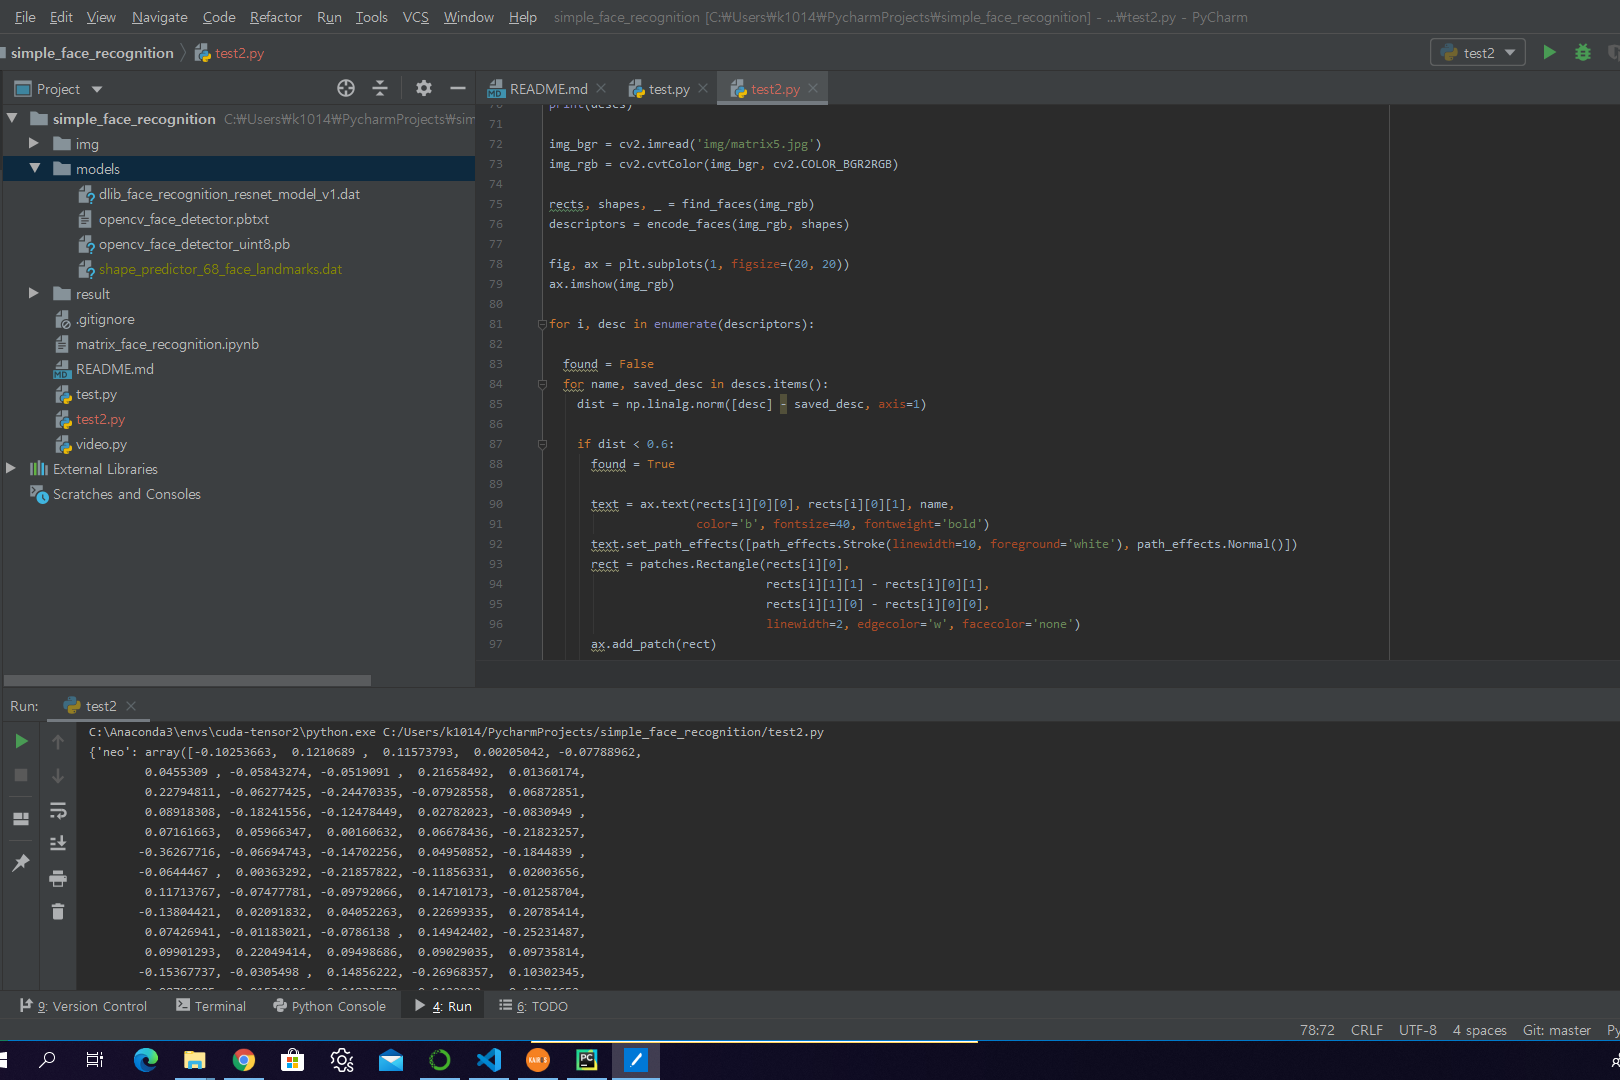 File Edit View Navigate Code Refactor Run Tools VCS Window Help simple_face_recognition [C:₩Users₩k1014₩PycharmProjects₩simple_face_recognition] - ...₩test2.py - PyCharm
simple_face_recognition test2.py test2
Project README.md test.py test2.py
simple_face_recognition C:₩Users₩k1014₩PycharmProjects₩sim
img
models
dlib_face_recognition_resnet_model_v1.dat
opencv_face_detector.pbtxt
opencv_face_detector_uint8.pb
shape_predictor_68_face_landmarks.dat
result
.gitignore
matrix_face_recognition.ipynb
README.md
test.py
test2.py
video.py
External Libraries
Scratches and Consoles
70 print(descs)
71
72 img_bgr = cv2.imread('img/matrix5.jpg')
73 img_rgb = cv2.cvtColor(img_bgr, cv2.COLOR_BGR2RGB)
74
75 rects, shapes, _ = find_faces(img_rgb)
76 descriptors = encode_faces(img_rgb, shapes)
77
78 fig, ax = plt.subplots(1, figsize=(20, 20))
79 ax.imshow(img_rgb)
80
81 for i, desc in enumerate(descriptors):
82
83 found = False
84 for name, saved_desc in descs.items():
85 dist = np.linalg.norm([desc] - saved_desc, axis=1)
86
87 if dist < 0.6:
88 found = True
89
90 text = ax.text(rects[i][0][0], rects[i][0][1], name,
91 color='b', fontsize=40, fontweight='bold')
92 text.set_path_effects([path_effects.Stroke(linewidth=10, foreground='white'), path_effects.Normal()])
93 rect = patches.Rectangle(rects[i][0],
94 rects[i][1][1] - rects[i][0][1],
95 rects[i][1][0] - rects[i][0][0],
96 linewidth=2, edgecolor='w', facecolor='none')
97 ax.add_patch(rect)
Run: test2
C:\Anaconda3\envs\cuda-tensor2\python.exe C:/Users/k1014/PycharmProjects/simple_face_recognition/test2.py
{'neo': array([-0.10253663, 0.1210689 , 0.11573793, 0.00205042, -0.07788962,
0.0455309 , -0.05843274, -0.0519091 , 0.21658492, 0.01360174,
0.22794811, -0.06277425, -0.24470335, -0.07928558, 0.06872851,
0.08918308, -0.18241556, -0.12478449, 0.02782023, -0.0830949 ,
0.07161663, 0.05966347, 0.00160632, 0.06678436, -0.21823257,
-0.36267716, -0.06694743, -0.14702256, 0.04950852, -0.1844839 ,
-0.0644467 , 0.00363292, -0.21857822, -0.11856331, 0.02003656,
0.11713767, -0.07477781, -0.09792066, 0.14710173, -0.01258704,
-0.13804421, 0.02091832, 0.04052263, 0.22699335, 0.20785414,
0.07426941, -0.01183021, -0.0786138 , 0.14942402, -0.25231487,
0.09901293, 0.22049414, 0.09498686, 0.09029035, 0.09735814,
-0.15367737, -0.0305498 , 0.14856222, -0.26968357, 0.10302345,
9: Version Control Terminal Python Console 4: Run 6: TODO
78:72 CRLF UTF-8 4 spaces Git: master Py